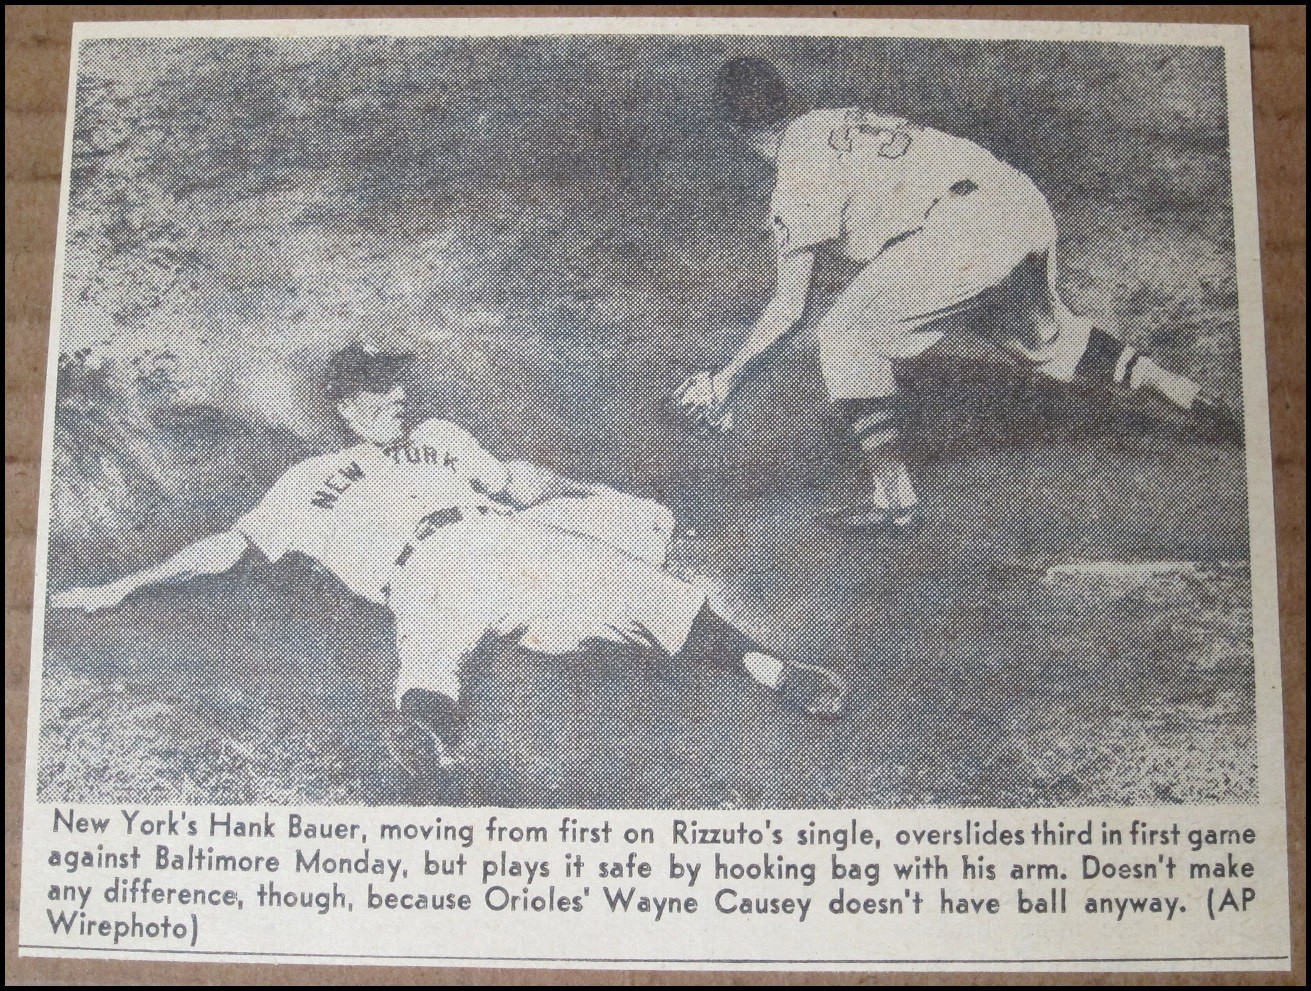 NEW YORK
3
New York's Hank Bauer, moving from first on Rizzuto's single, overslides third in first game
against Baltimore Monday, but plays it safe by hooking bag with his arm. Doesn't make
any difference, though, because Orioles' Wayne Causey doesn't have ball anyway. (AP
Wirephoto)